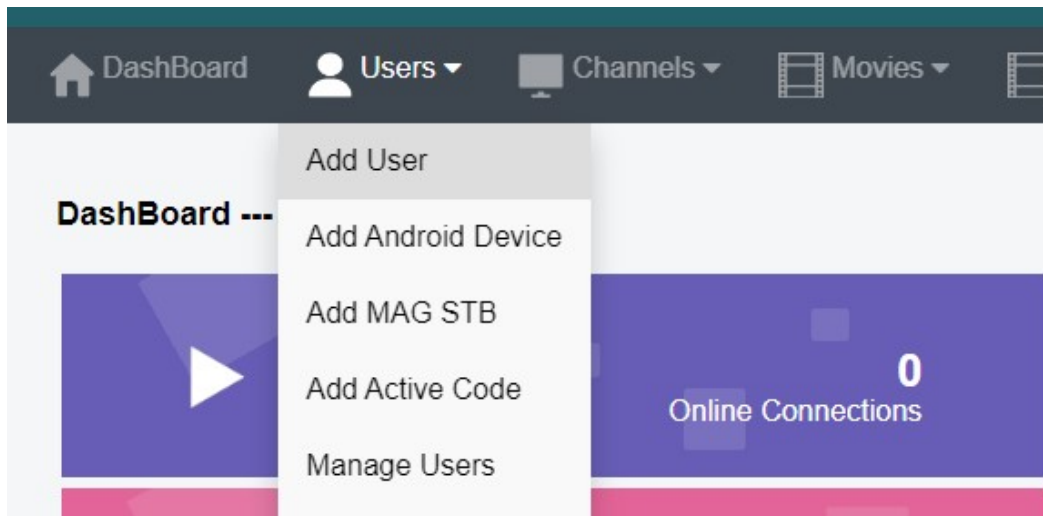 DashBoard Users Channels Movies
Add User
DashBoard ---
Add Android Device
Add MAG STB
Add Active Code
Manage Users
0
Online Connections